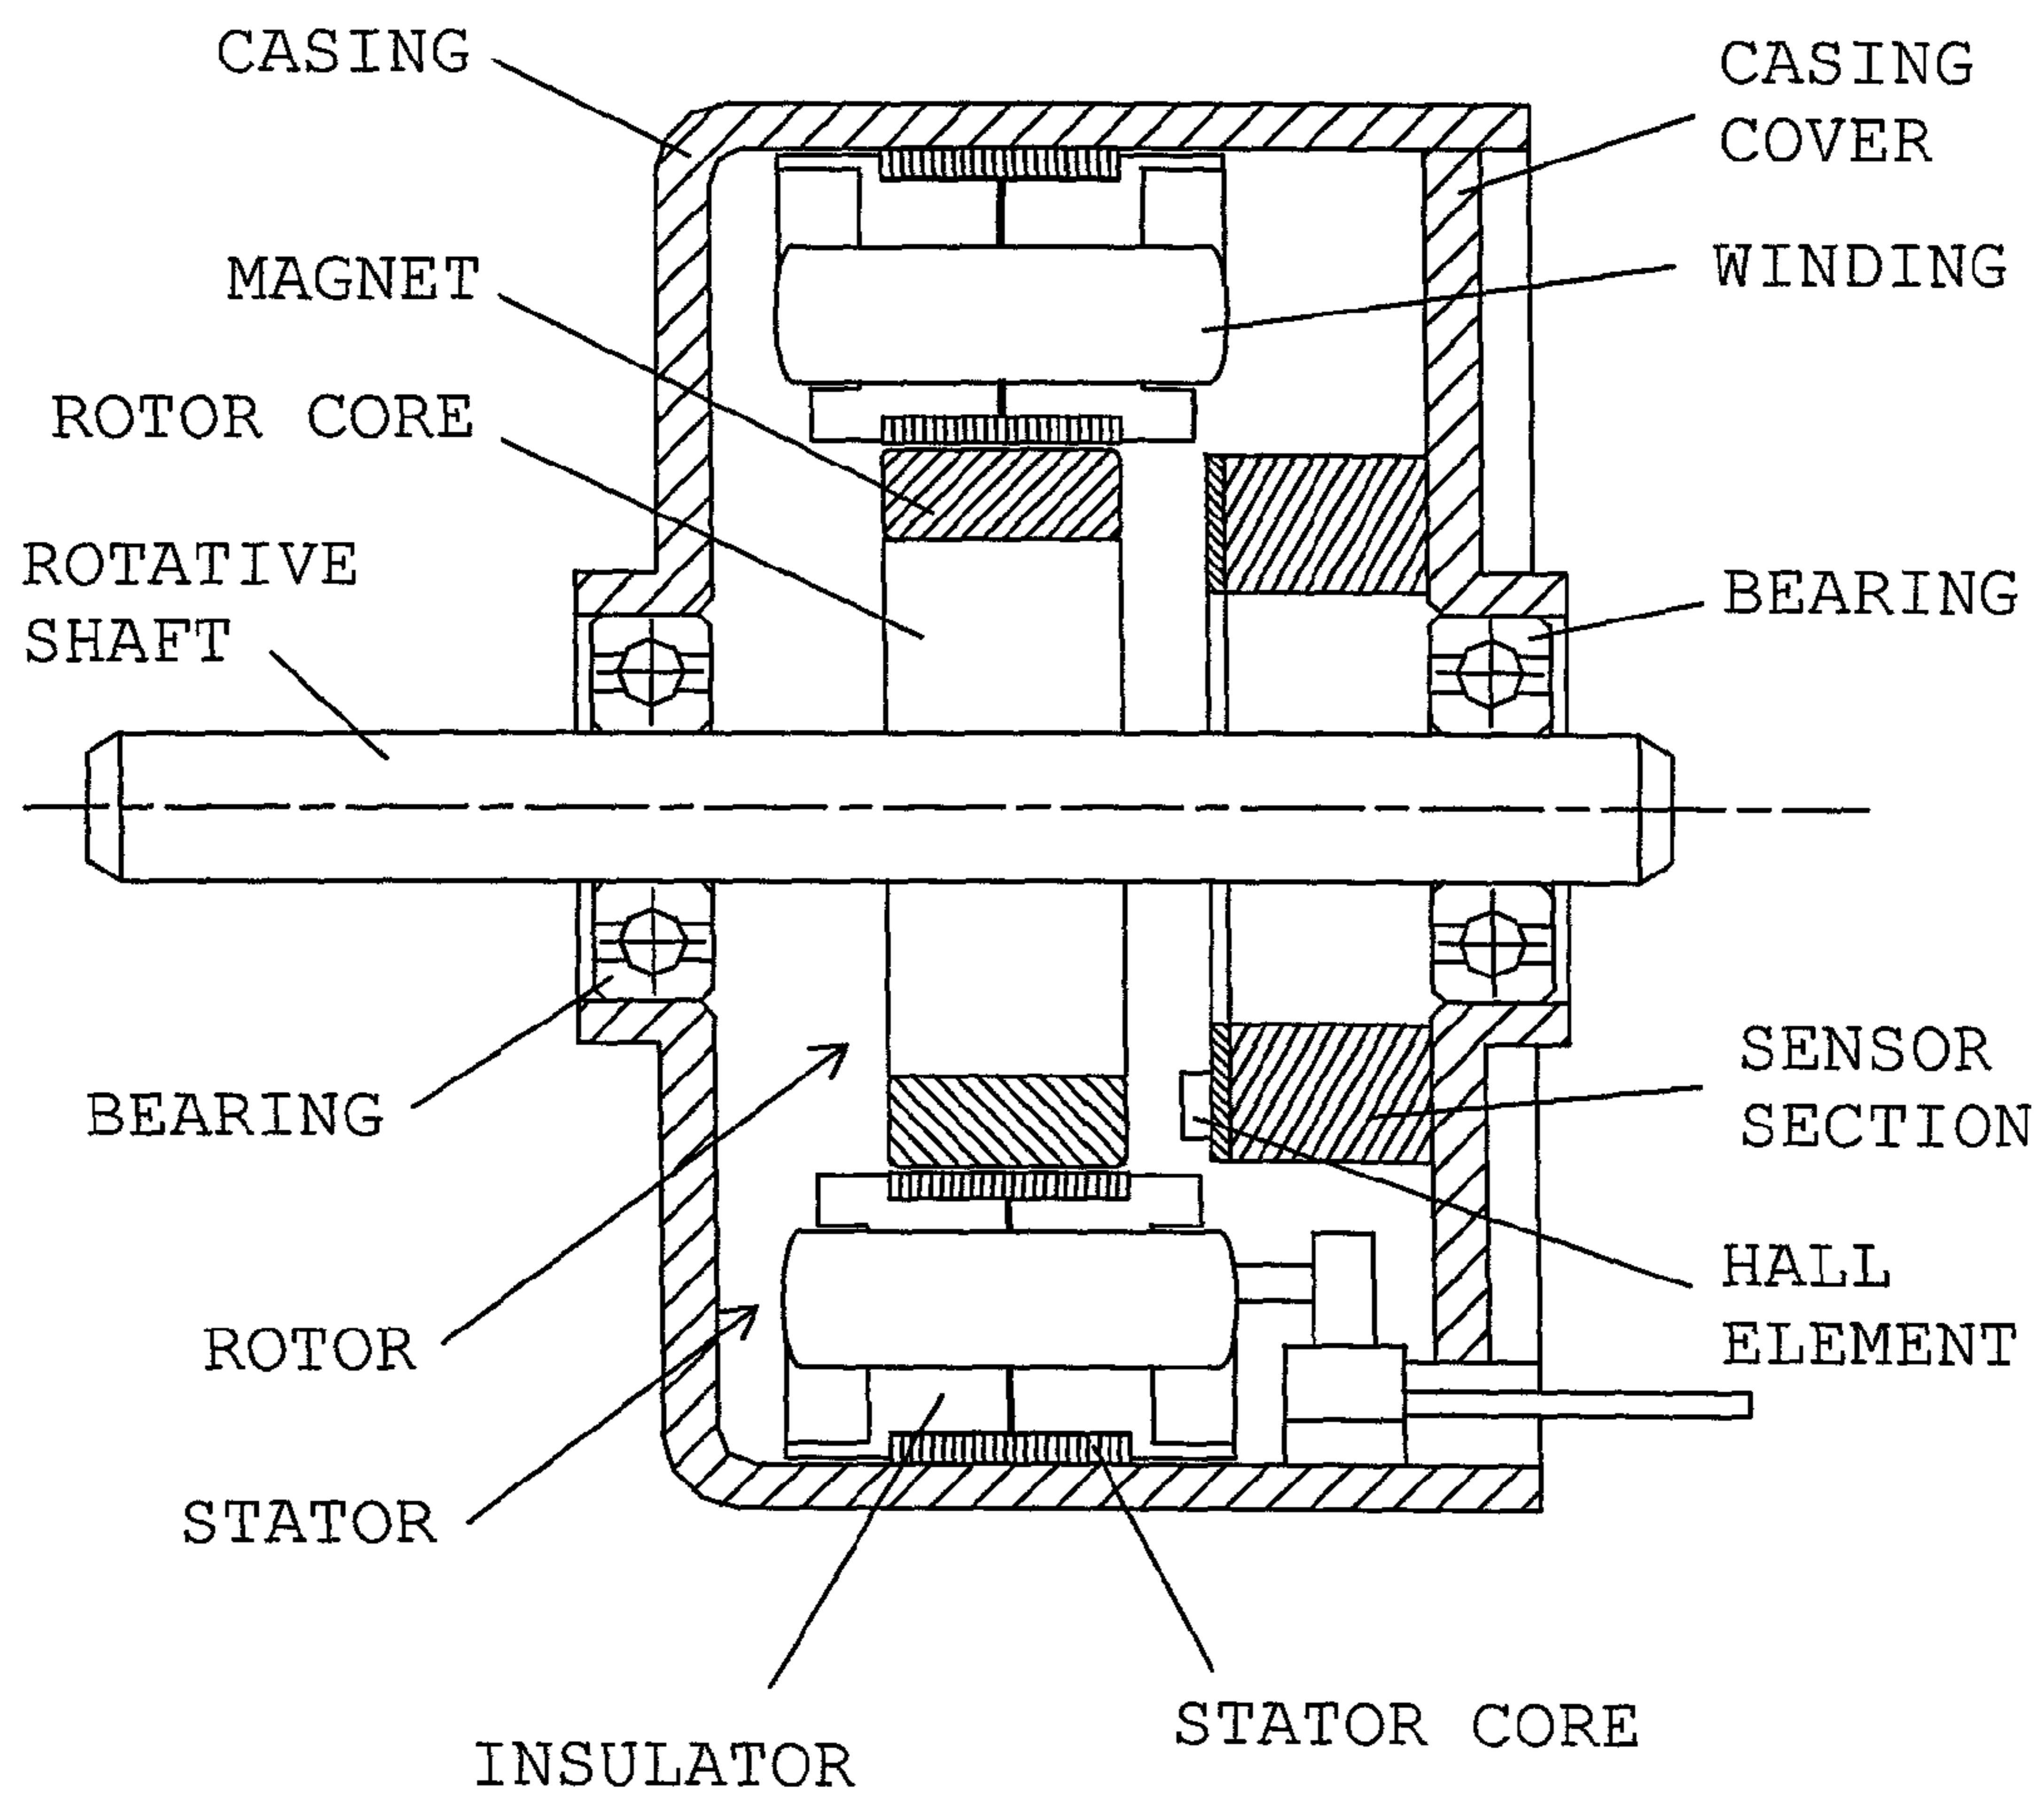 CASING
CASING
COVER
MAGNET
WINDING
ROTOR CORE
ROTATIVE
SHAFT
BEARING
BEARING
SENSOR
SECTION
ROTOR
HALL
ELEMENT
STATOR
STATOR CORE
INSULATOR